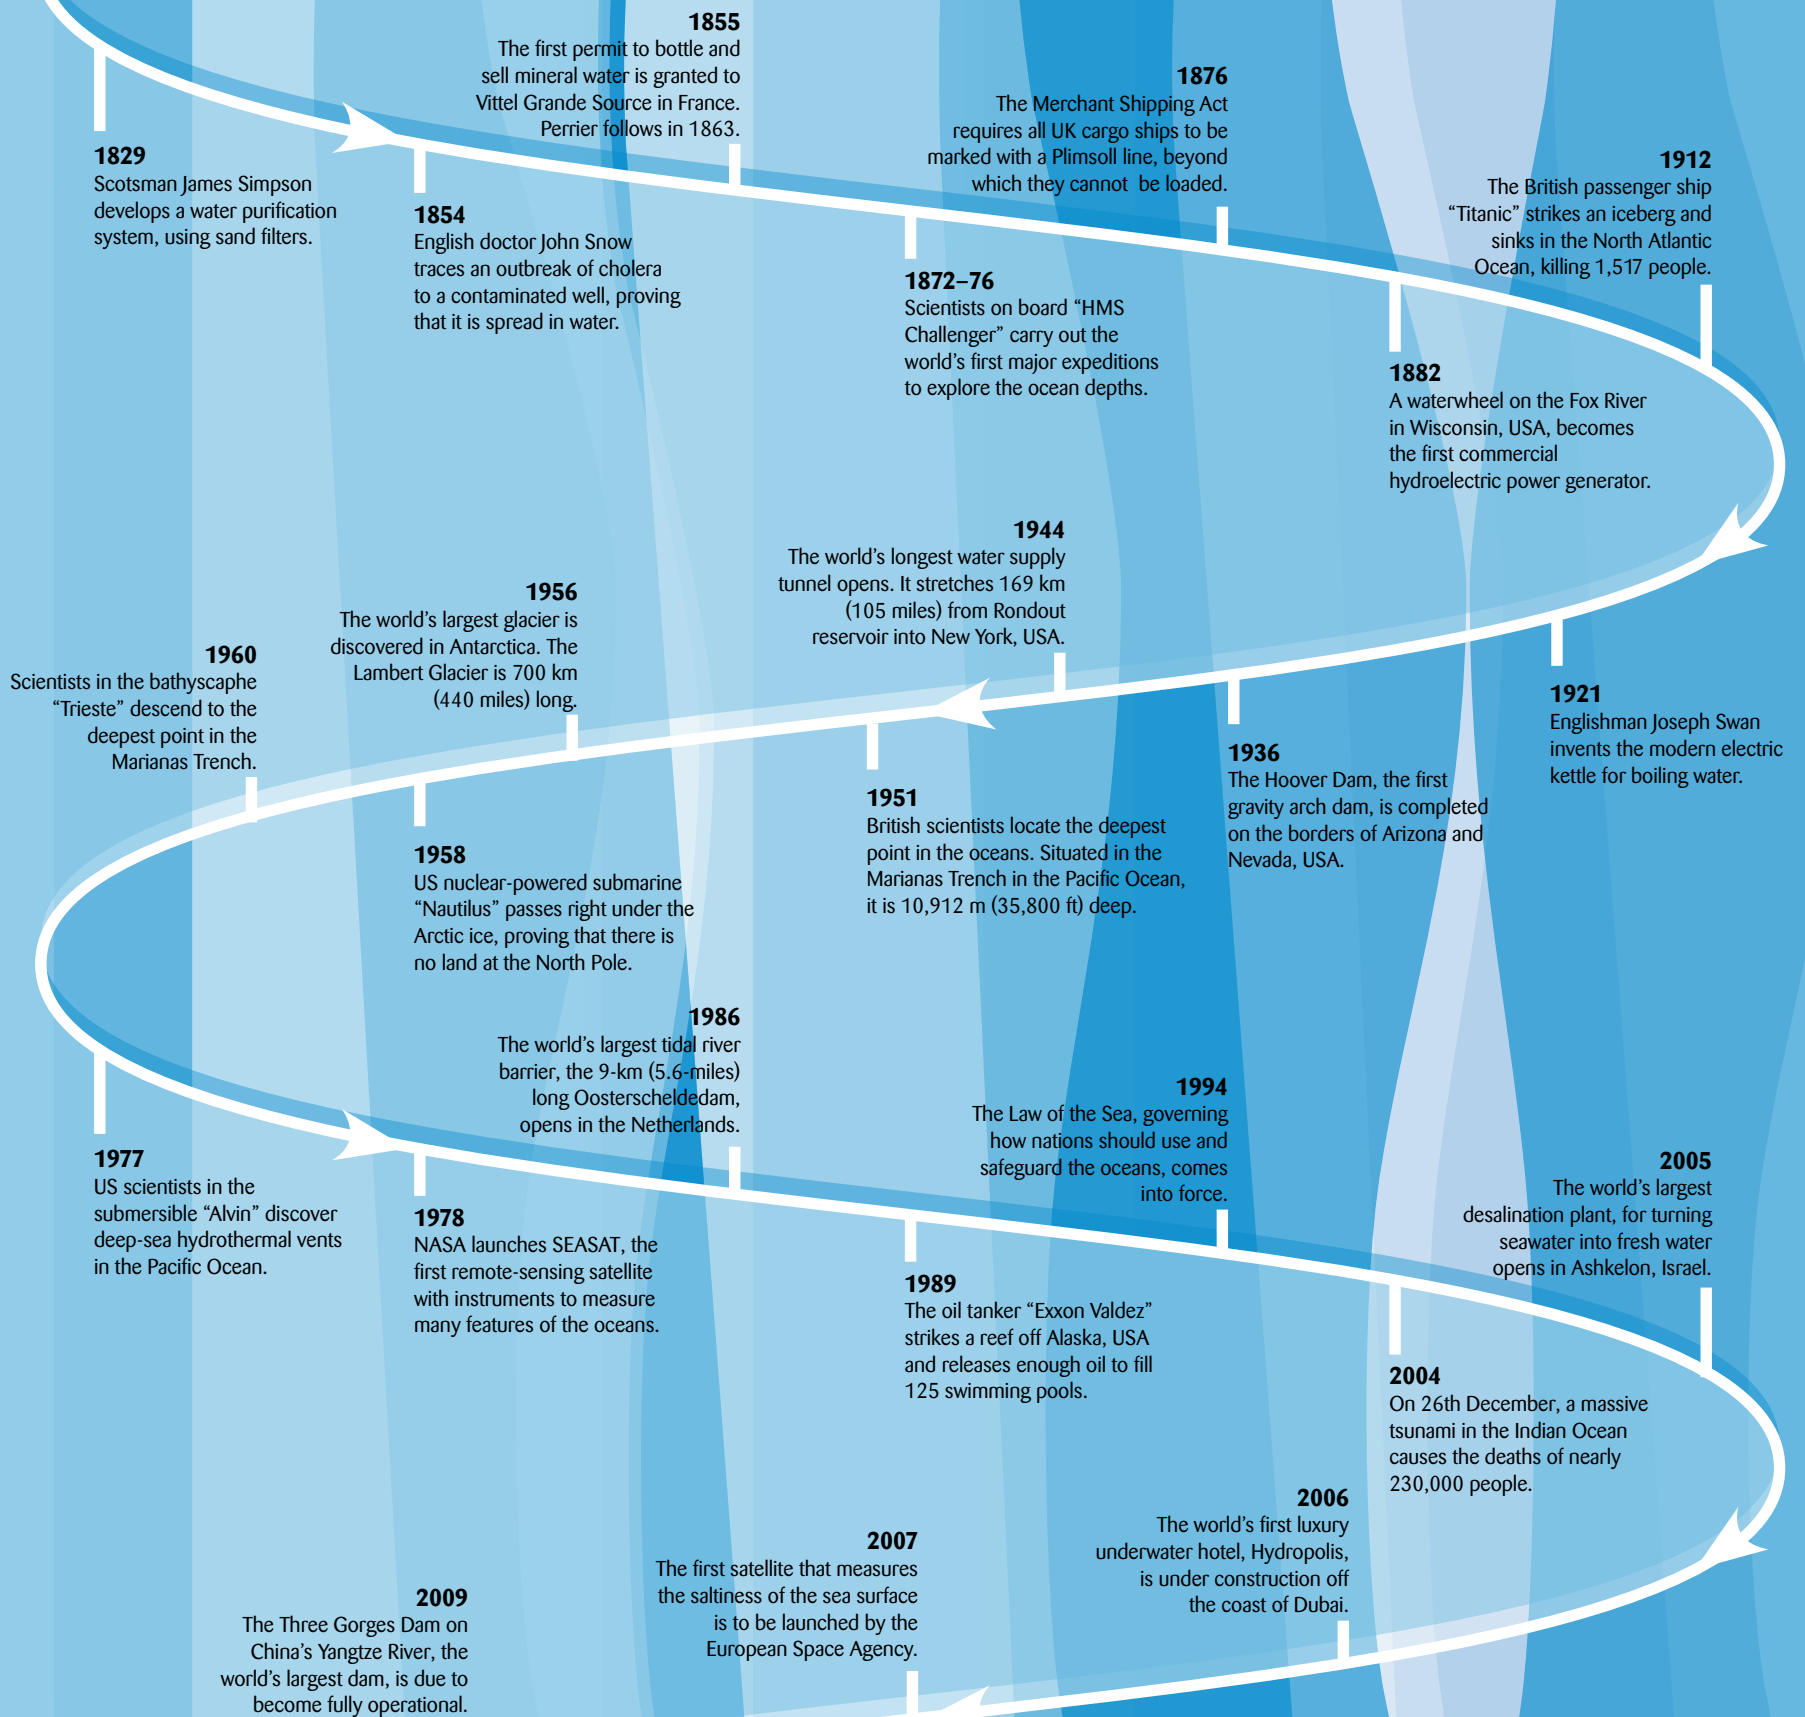 1829
Scotsman James Simpson
develops a water purification
system, using sand filters.
1854
English doctor John Snow
traces an outbreak of cholera
to a contaminated well, proving
that it is spread in water.
1855
The first permit to bottle and
sell mineral water is granted to
Vittel Grande Source in France.
Perrier follows in 1863.
1872–76
Scientists on board “HMS
Challenger” carry out the
world’s first major expeditions
to explore the ocean depths.
1876
The Merchant Shipping Act
requires all UK cargo ships to be
marked with a Plimsoll line, beyond
which they cannot be loaded.
1882
A waterwheel on the Fox River
in Wisconsin, USA, becomes
the first commercial
hydroelectric power generator.
1912
The British passenger ship
“Titanic” strikes an iceberg and
sinks in the North Atlantic
Ocean, killing 1,517 people.
1921
Englishman Joseph Swan
invents the modern electric
kettle for boiling water.
1936
The Hoover Dam, the first
gravity arch dam, is completed
on the borders of Arizona and
Nevada, USA.
1944
The world’s longest water supply
tunnel opens. It stretches 169 km
(105 miles) from Rondout
reservoir into New York, USA.
1951
British scientists locate the deepest
point in the oceans. Situated in the
Marianas Trench in the Pacific Ocean,
it is 10,912 m (35,800 ft) deep.
1956
The world’s largest glacier is
discovered in Antarctica. The
Lambert Glacier is 700 km
(440 miles) long.
1958
US nuclear-powered submarine
“Nautilus” passes right under the
Arctic ice, proving that there is
no land at the North Pole.
1960
Scientists in the bathyscaphe
“Trieste” descend to the
deepest point in the
Marianas Trench.
1977
US scientists in the
submersible “Alvin” discover
deep-sea hydrothermal vents
in the Pacific Ocean.
1978
NASA launches SEASAT, the
first remote-sensing satellite
with instruments to measure
many features of the oceans.
1986
The world’s largest tidal river
barrier, the 9-km (5.6-miles)
long Oosterscheldedam,
opens in the Netherlands.
1989
The oil tanker “Exxon Valdez”
strikes a reef off Alaska, USA
and releases enough oil to fill
125 swimming pools.
1994
The Law of the Sea, governing
how nations should use and
safeguard the oceans, comes
into force.
2004
On 26th December, a massive
tsunami in the Indian Ocean
causes the deaths of nearly
230,000 people.
2005
The world’s largest
desalination plant, for turning
seawater into fresh water
opens in Ashkelon, Israel.
2006
The world’s first luxury
underwater hotel, Hydropolis,
is under construction off
the coast of Dubai.
2007
The first satellite that measures
the saltiness of the sea surface
is to be launched by the
European Space Agency.
2009
The Three Gorges Dam on
China’s Yangtze River, the
world’s largest dam, is due to
become fully operational.